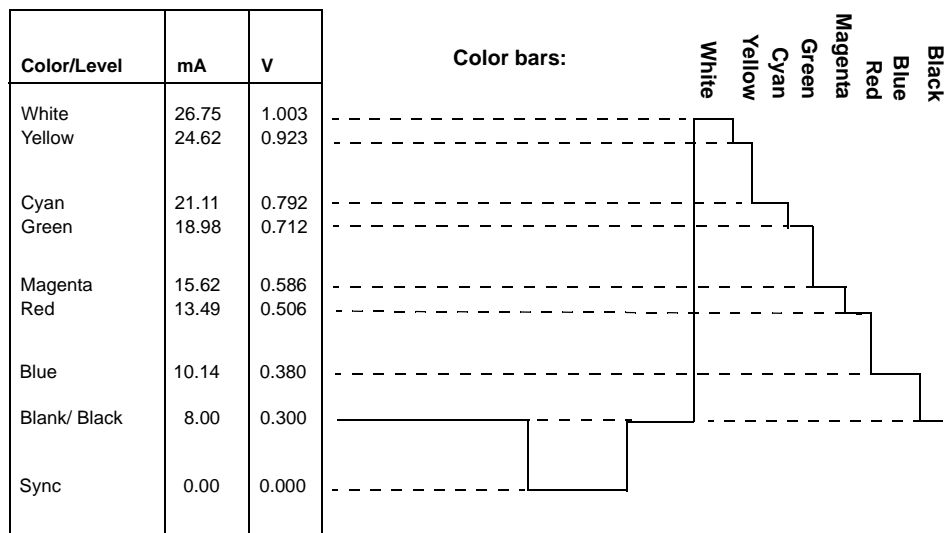 Color/Level mA V
Color bars:
White
Yellow
Cyan
Green
Magenta
Red
Blue
Black
White 26.75 1.003
Yellow 24.62 0.923
Cyan 21.11 0.792
Green 18.98 0.712
Magenta 15.62 0.586
Red 13.49 0.506
Blue 10.14 0.380
Blank/ Black 8.00 0.300
Sync 0.00 0.000